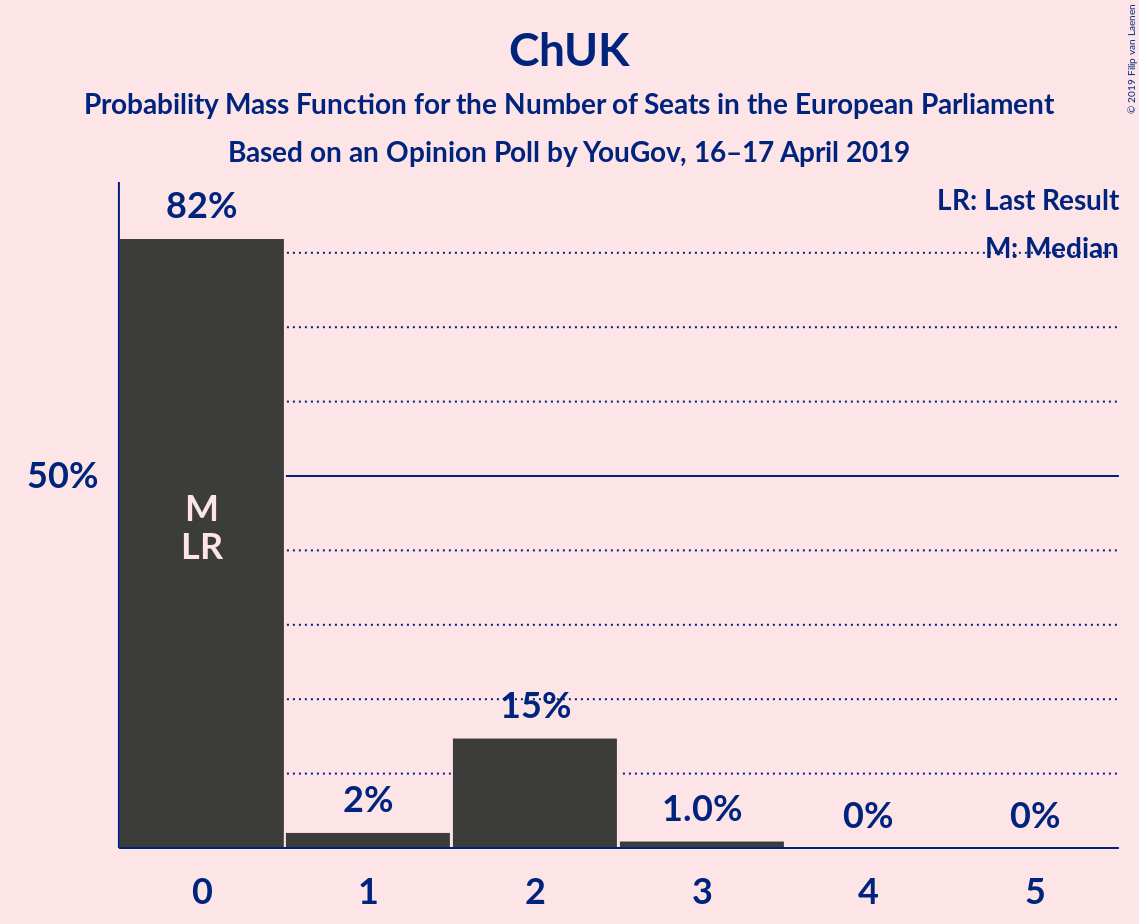 ChUK
Probability Mass Function for the Number of Seats in the European Parliament
Based on an Opinion Poll by YouGov, 16–17 April 2019
© 2019 Filip van Laenen
LR: Last Result
M: Median
82%
50%
M
LR
15%
2%
1.0%
0%
0%
0
1
2
3
4
5